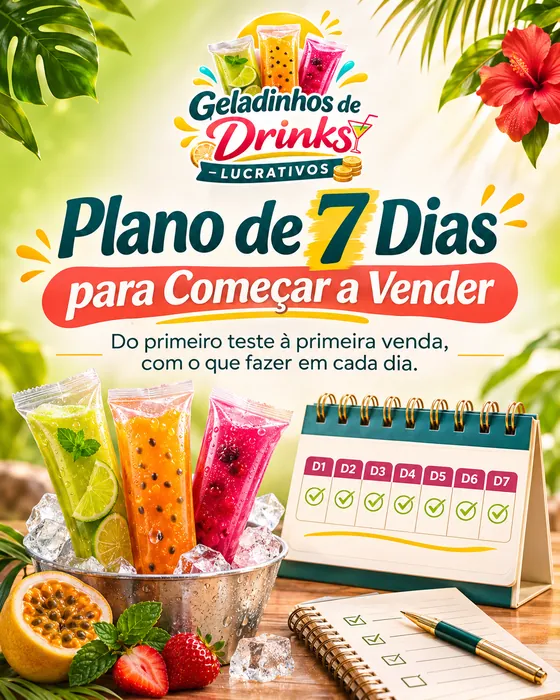 Geladinhos de
Drinks
LUCRATIVOS
Plano de 7 Dias
para Começar a Vender
Do primeiro teste à primeira venda,
com o que fazer em cada dia.
D1 D2 D3 D4 D5 D6 D7